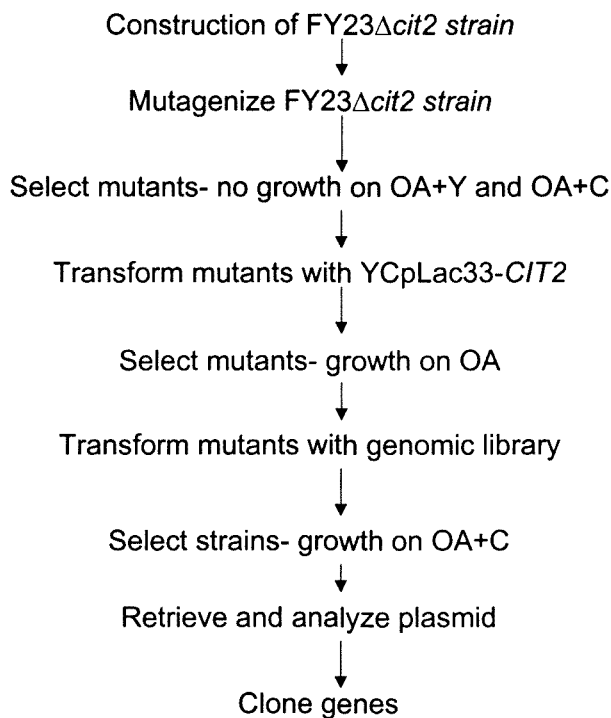 Construction of FY23Δcit2 strain
Mutagenize FY23Δcit2 strain
Select mutants- no growth on OA+Y and OA+C
Transform mutants with YCpLac33-CIT2
Select mutants- growth on OA
Transform mutants with genomic library
Select strains- growth on OA+C
Retrieve and analyze plasmid
Clone genes